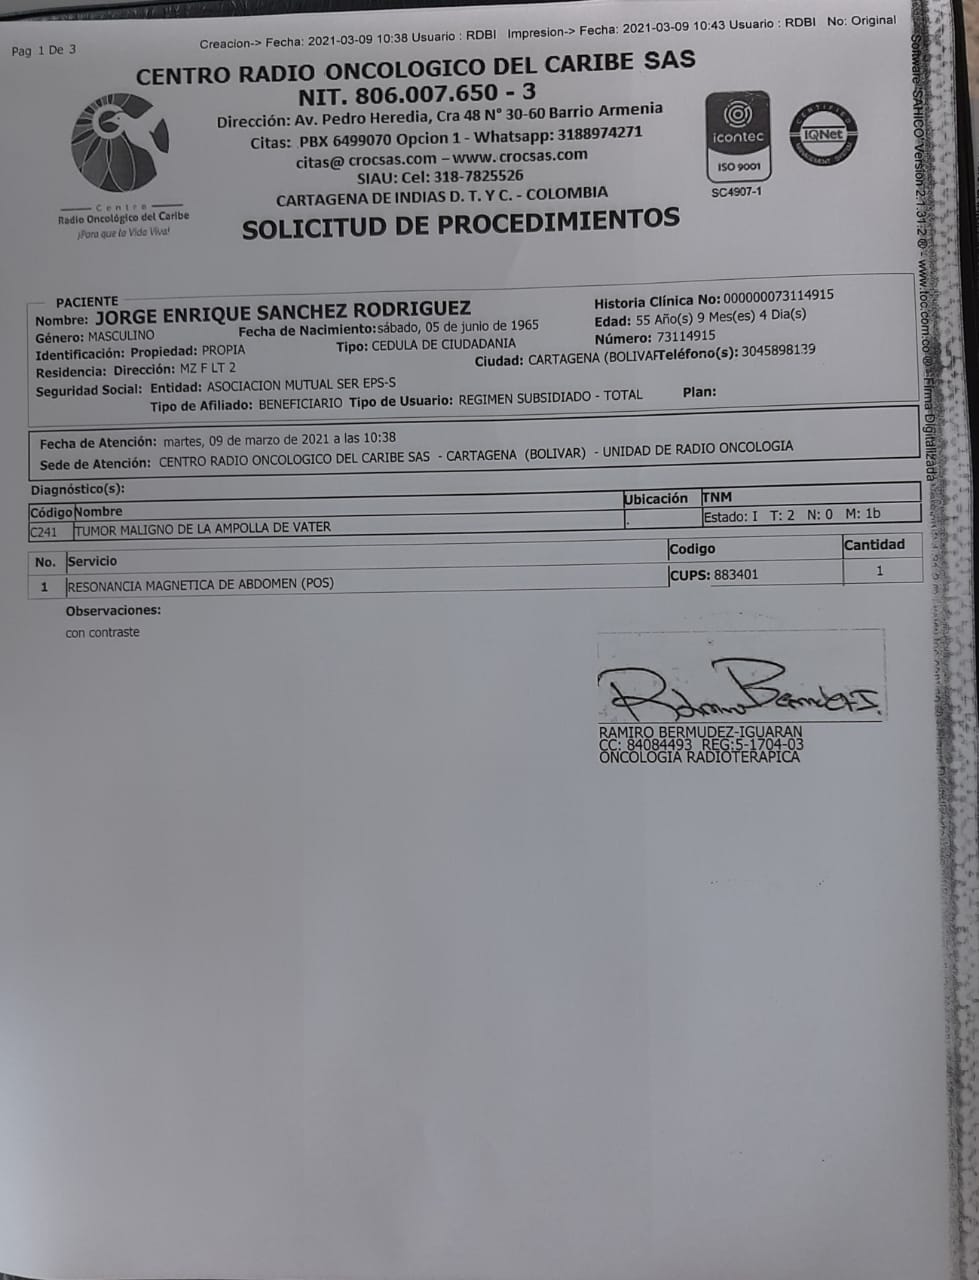 Pag 1 De 3
Creacion-> Fecha: 2021-03-09 10:38 Usuario : RDBI Impresion-> Fecha: 2021-03-09 10:43 Usuario : RDBI No: Original
CENTRO RADIO ONCOLOGICO DEL CARIBE SAS
NIT. 806.007.650 - 3
Dirección: Av. Pedro Heredia, Cra 48 N° 30-60 Barrio Armenia
Citas: PBX 6499070 Opcion 1 - Whatsapp: 3188974271
citas@ crocsas.com – www. crocsas.com
SIAU: Cel: 318-7825526
CARTAGENA DE INDIAS D. T. Y C. - COLOMBIA
SOLICITUD DE PROCEDIMIENTOS
Centro
Radio Oncológico del Caribe
¡Para que la Vida Viva!
icontec
ISO 9001
SC4907-1
CERTIFIED
IQNet
MANAGEMENT SYSTEM
PACIENTE
Nombre: JORGE ENRIQUE SANCHEZ RODRIGUEZ Historia Clínica No: 000000073114915
Género: MASCULINO Fecha de Nacimiento: sábado, 05 de junio de 1965 Edad: 55 Año(s) 9 Mes(es) 4 Dia(s)
Identificación: Propiedad: PROPIA Tipo: CEDULA DE CIUDADANIA Número: 73114915
Residencia: Dirección: MZ F LT 2 Ciudad: CARTAGENA (BOLIVAR Teléfono(s): 3045898139
Seguridad Social: Entidad: ASOCIACION MUTUAL SER EPS-S
Tipo de Afiliado: BENEFICIARIO Tipo de Usuario: REGIMEN SUBSIDIADO - TOTAL Plan:
Fecha de Atención: martes, 09 de marzo de 2021 a las 10:38
Sede de Atención: CENTRO RADIO ONCOLOGICO DEL CARIBE SAS - CARTAGENA (BOLIVAR) - UNIDAD DE RADIO ONCOLOGIA
Diagnóstico(s):
Código Nombre Ubicación TNM
C241 TUMOR MALIGNO DE LA AMPOLLA DE VATER . Estado: I T: 2 N: 0 M: 1b
No. Servicio Codigo Cantidad
1 RESONANCIA MAGNETICA DE ABDOMEN (POS) CUPS: 883401 1
Observaciones:
con contraste
RAMIRO BERMUDEZ-IGUARAN
CC: 84084493 REG:5-1704-03
ONCOLOGIA RADIOTERAPICA
Software SAHICO Version 2.1.31.2 ® - www.toc.com.co @ - Firma Digitalizada